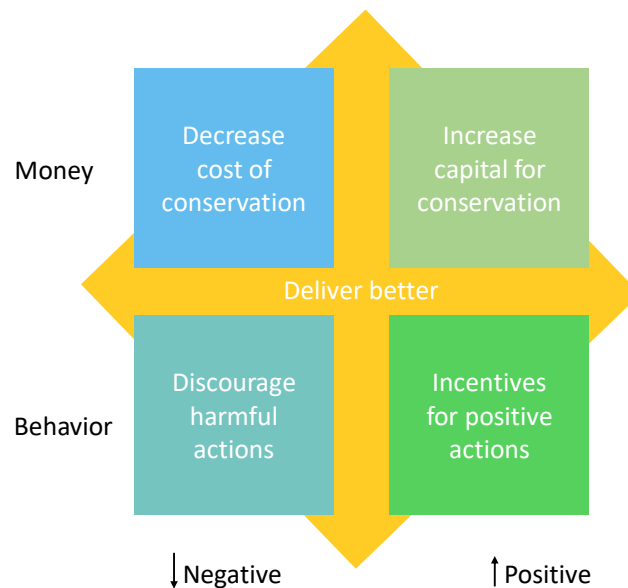 Decrease
cost of
conservation
Increase
capital for
conservation
Money
Deliver better
Discourage
harmful
actions
Incentives
for positive
actions
Behavior
↓Negative
↑Positive